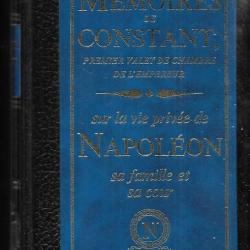 MÉMOIRES
DE
CONSTANT,
PREMIER VALET DE CHAMBRE
DE L'EMPEREUR
sur la vie privée de
NAPOLÉON
sa famille et
sa cour
N